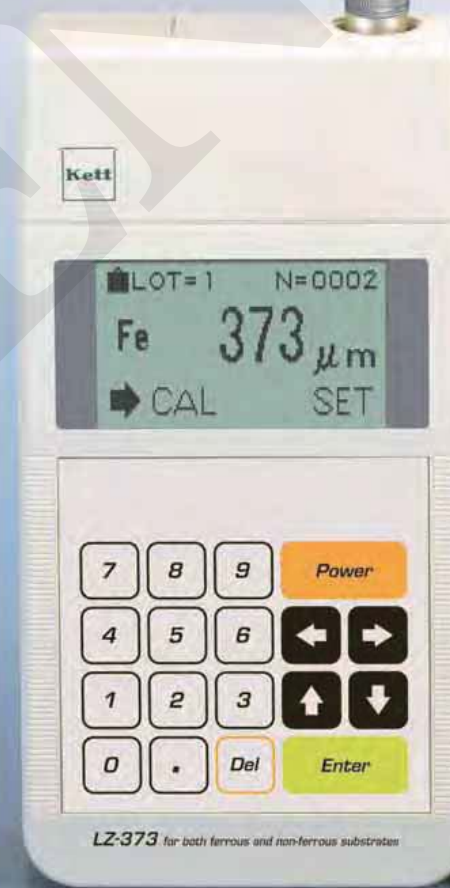 Kett
LOT=1 N=0002
Fe 373 μm
CAL SET
7 8 9 Power
4 5 6
1 2 3
0 . Del Enter
LZ-373 for both ferrous and non-ferrous substrates